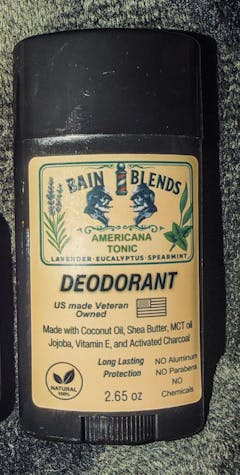 BAIN BLENDS
AMERICANA
TONIC
LAVENDER·EUCALYPTUS·SPEARMINT
DEODORANT
US made Veteran
Owned
Made with Coconut Oil, Shea Butter, MCT oil
Jojoba, Vitamin E, and Activated Charcoal
Long Lasting
Protection
NO Aluminum
NO Parabens
NO
Chemicals
NATURAL
100%
2.65 oz